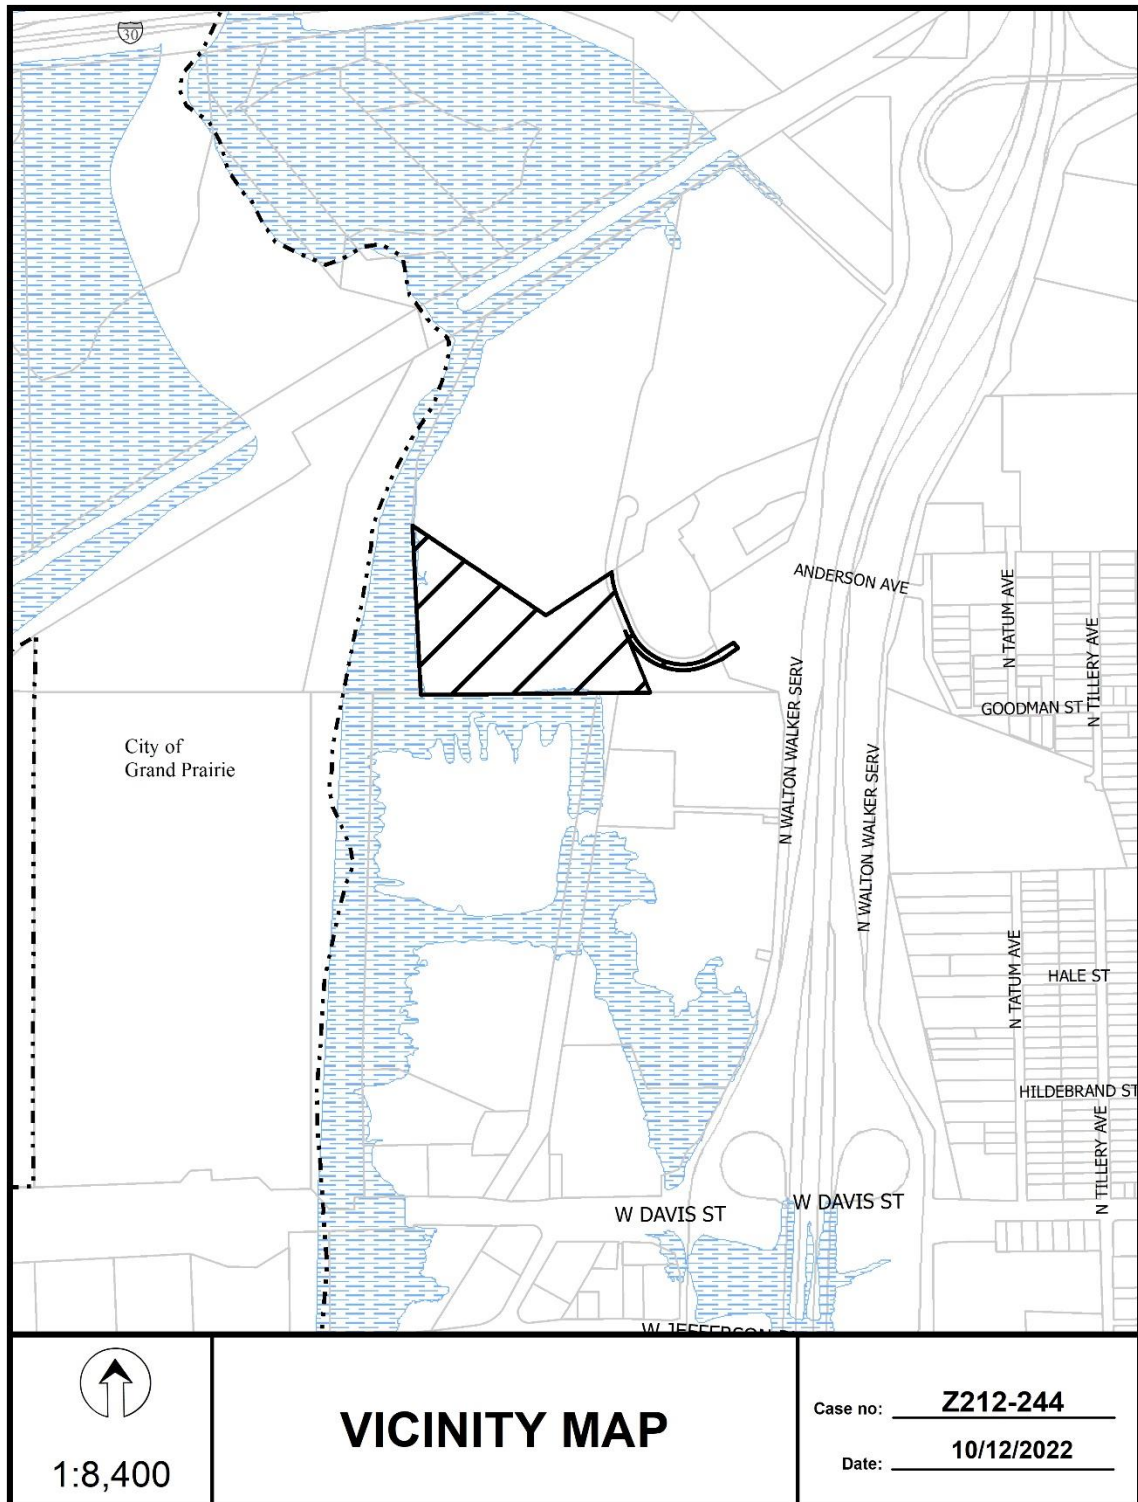 30
ANDERSON AVE
N TATUM AVE
N TILLERY AVE
GOODMAN ST
N WALTON WALKER SERV
N WALTON WALKER SERV
City of
Grand Prairie
N TATUM AVE
HALE ST
HILDEBRAND ST
N TILLERY AVE
W DAVIS ST
W DAVIS ST
W JEFFERSON
1:8,400
VICINITY MAP
Case no: Z212-244
Date: 10/12/2022